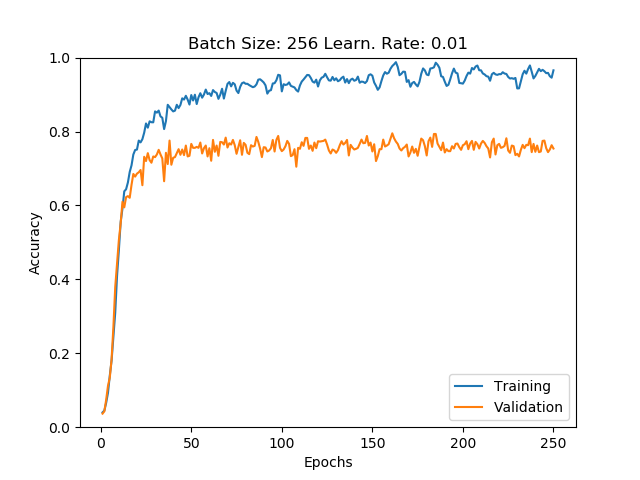 Batch Size: 256 Learn. Rate: 0.01
1.0
0.8
0.6
0.4
0.2
0.0
Accuracy
0 50 100 150 200 250
Epochs
Training
Validation